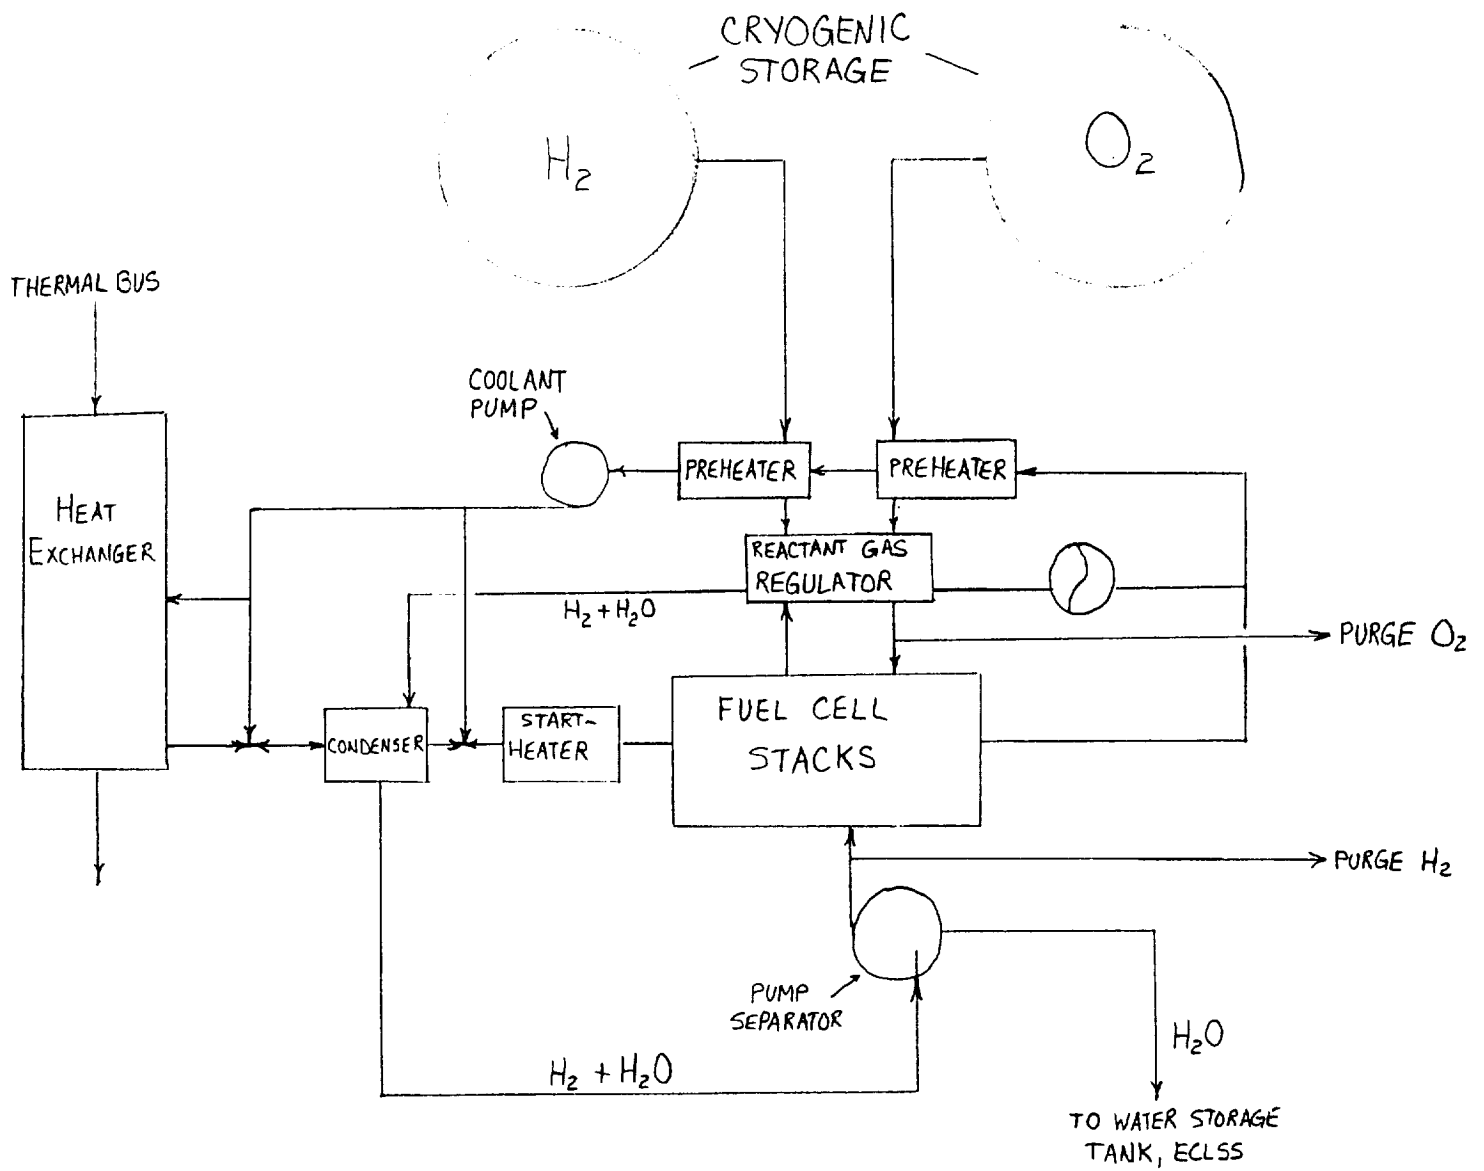 CRYOGENIC
STORAGE
H₂
O₂
THERMAL BUS
COOLANT
PUMP
PREHEATER
PREHEATER
HEAT
EXCHANGER
REACTANT GAS
REGULATOR
H₂ + H₂O
PURGE O₂
FUEL CELL
STACKS
START-
HEATER
CONDENSER
PURGE H₂
PUMP
SEPARATOR
H₂O
H₂ + H₂O
TO WATER STORAGE
TANK, ECLSS